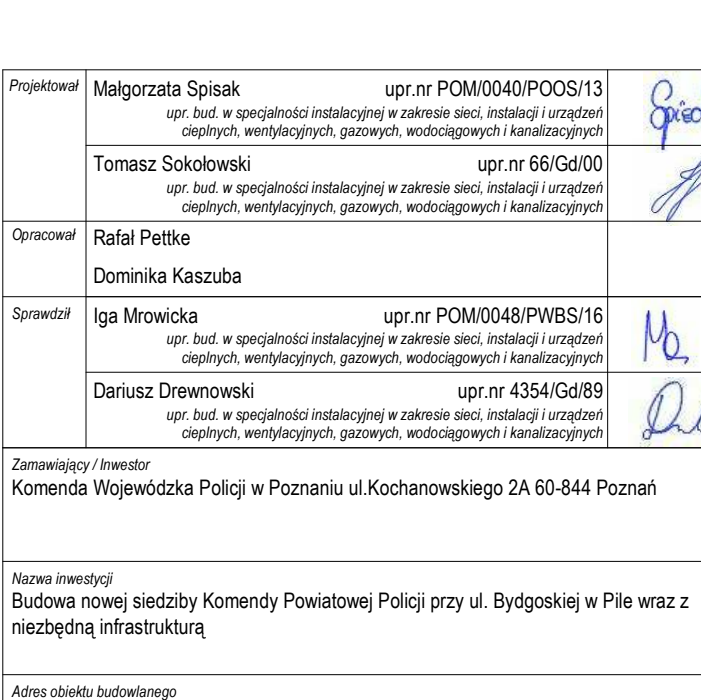 Projektował
Małgorzata Spisak upr.nr POM/0040/POOS/13
upr. bud. w specjalności instalacyjnej w zakresie sieci, instalacji i urządzeń
cieplnych, wentylacyjnych, gazowych, wodociągowych i kanalizacyjnych
Tomasz Sokołowski upr.nr 66/Gd/00
upr. bud. w specjalności instalacyjnej w zakresie sieci, instalacji i urządzeń
cieplnych, wentylacyjnych, gazowych, wodociągowych i kanalizacyjnych
Opracował
Rafał Pettke
Dominika Kaszuba
Sprawdził
Iga Mrowicka upr.nr POM/0048/PWBS/16
upr. bud. w specjalności instalacyjnej w zakresie sieci, instalacji i urządzeń
cieplnych, wentylacyjnych, gazowych, wodociągowych i kanalizacyjnych
Dariusz Drewnowski upr.nr 4354/Gd/89
upr. bud. w specjalności instalacyjnej w zakresie sieci, instalacji i urządzeń
cieplnych, wentylacyjnych, gazowych, wodociągowych i kanalizacyjnych
Zamawiający / Inwestor
Komenda Wojewódzka Policji w Poznaniu ul.Kochanowskiego 2A 60-844 Poznań
Nazwa inwestycji
Budowa nowej siedziby Komendy Powiatowej Policji przy ul. Bydgoskiej w Pile wraz z
niezbędną infrastrukturą
Adres obiektu budowlanego